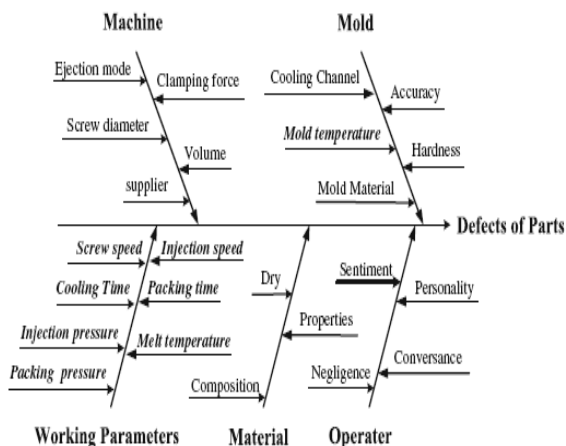 Machine
Mold
Ejection mode
Clamping force
Screw diameter
Volume
supplier
Cooling Channel
Accuracy
Mold temperature
Hardness
Mold Material
Defects of Parts
Screw speed
Injection speed
Cooling Time
Packing time
Injection pressure
Melt temperature
Packing pressure
Dry
Properties
Composition
Sentiment
Personality
Conversance
Negligence
Working Parameters
Material
Operater